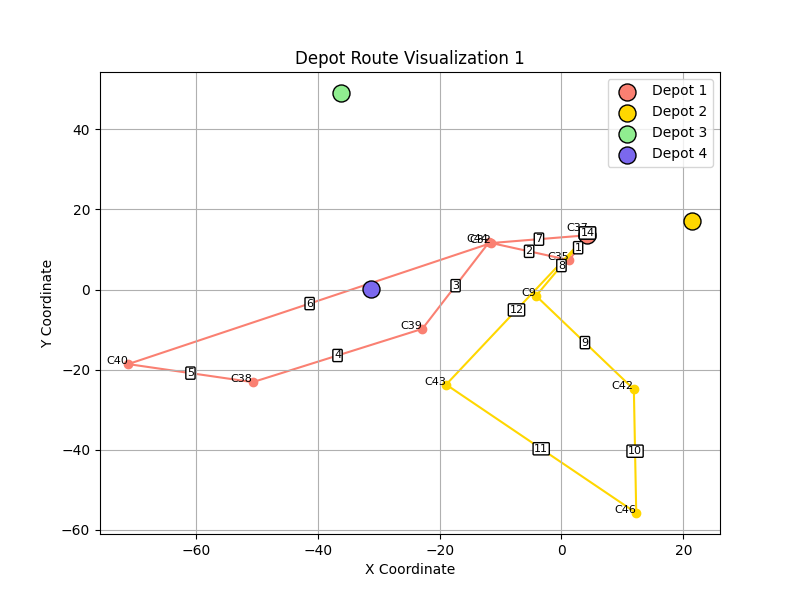 Depot Route Visualization 1
Depot 1
Depot 2
Depot 3
Depot 4
40
20
0
−20
−40
−60
Y Coordinate
C37
14
7
1
C32
2
C35
8
3
C9
6
12
C39
9
4
C40
5
C38
C43
C42
11
10
C46
−60
−40
−20
0
20
X Coordinate